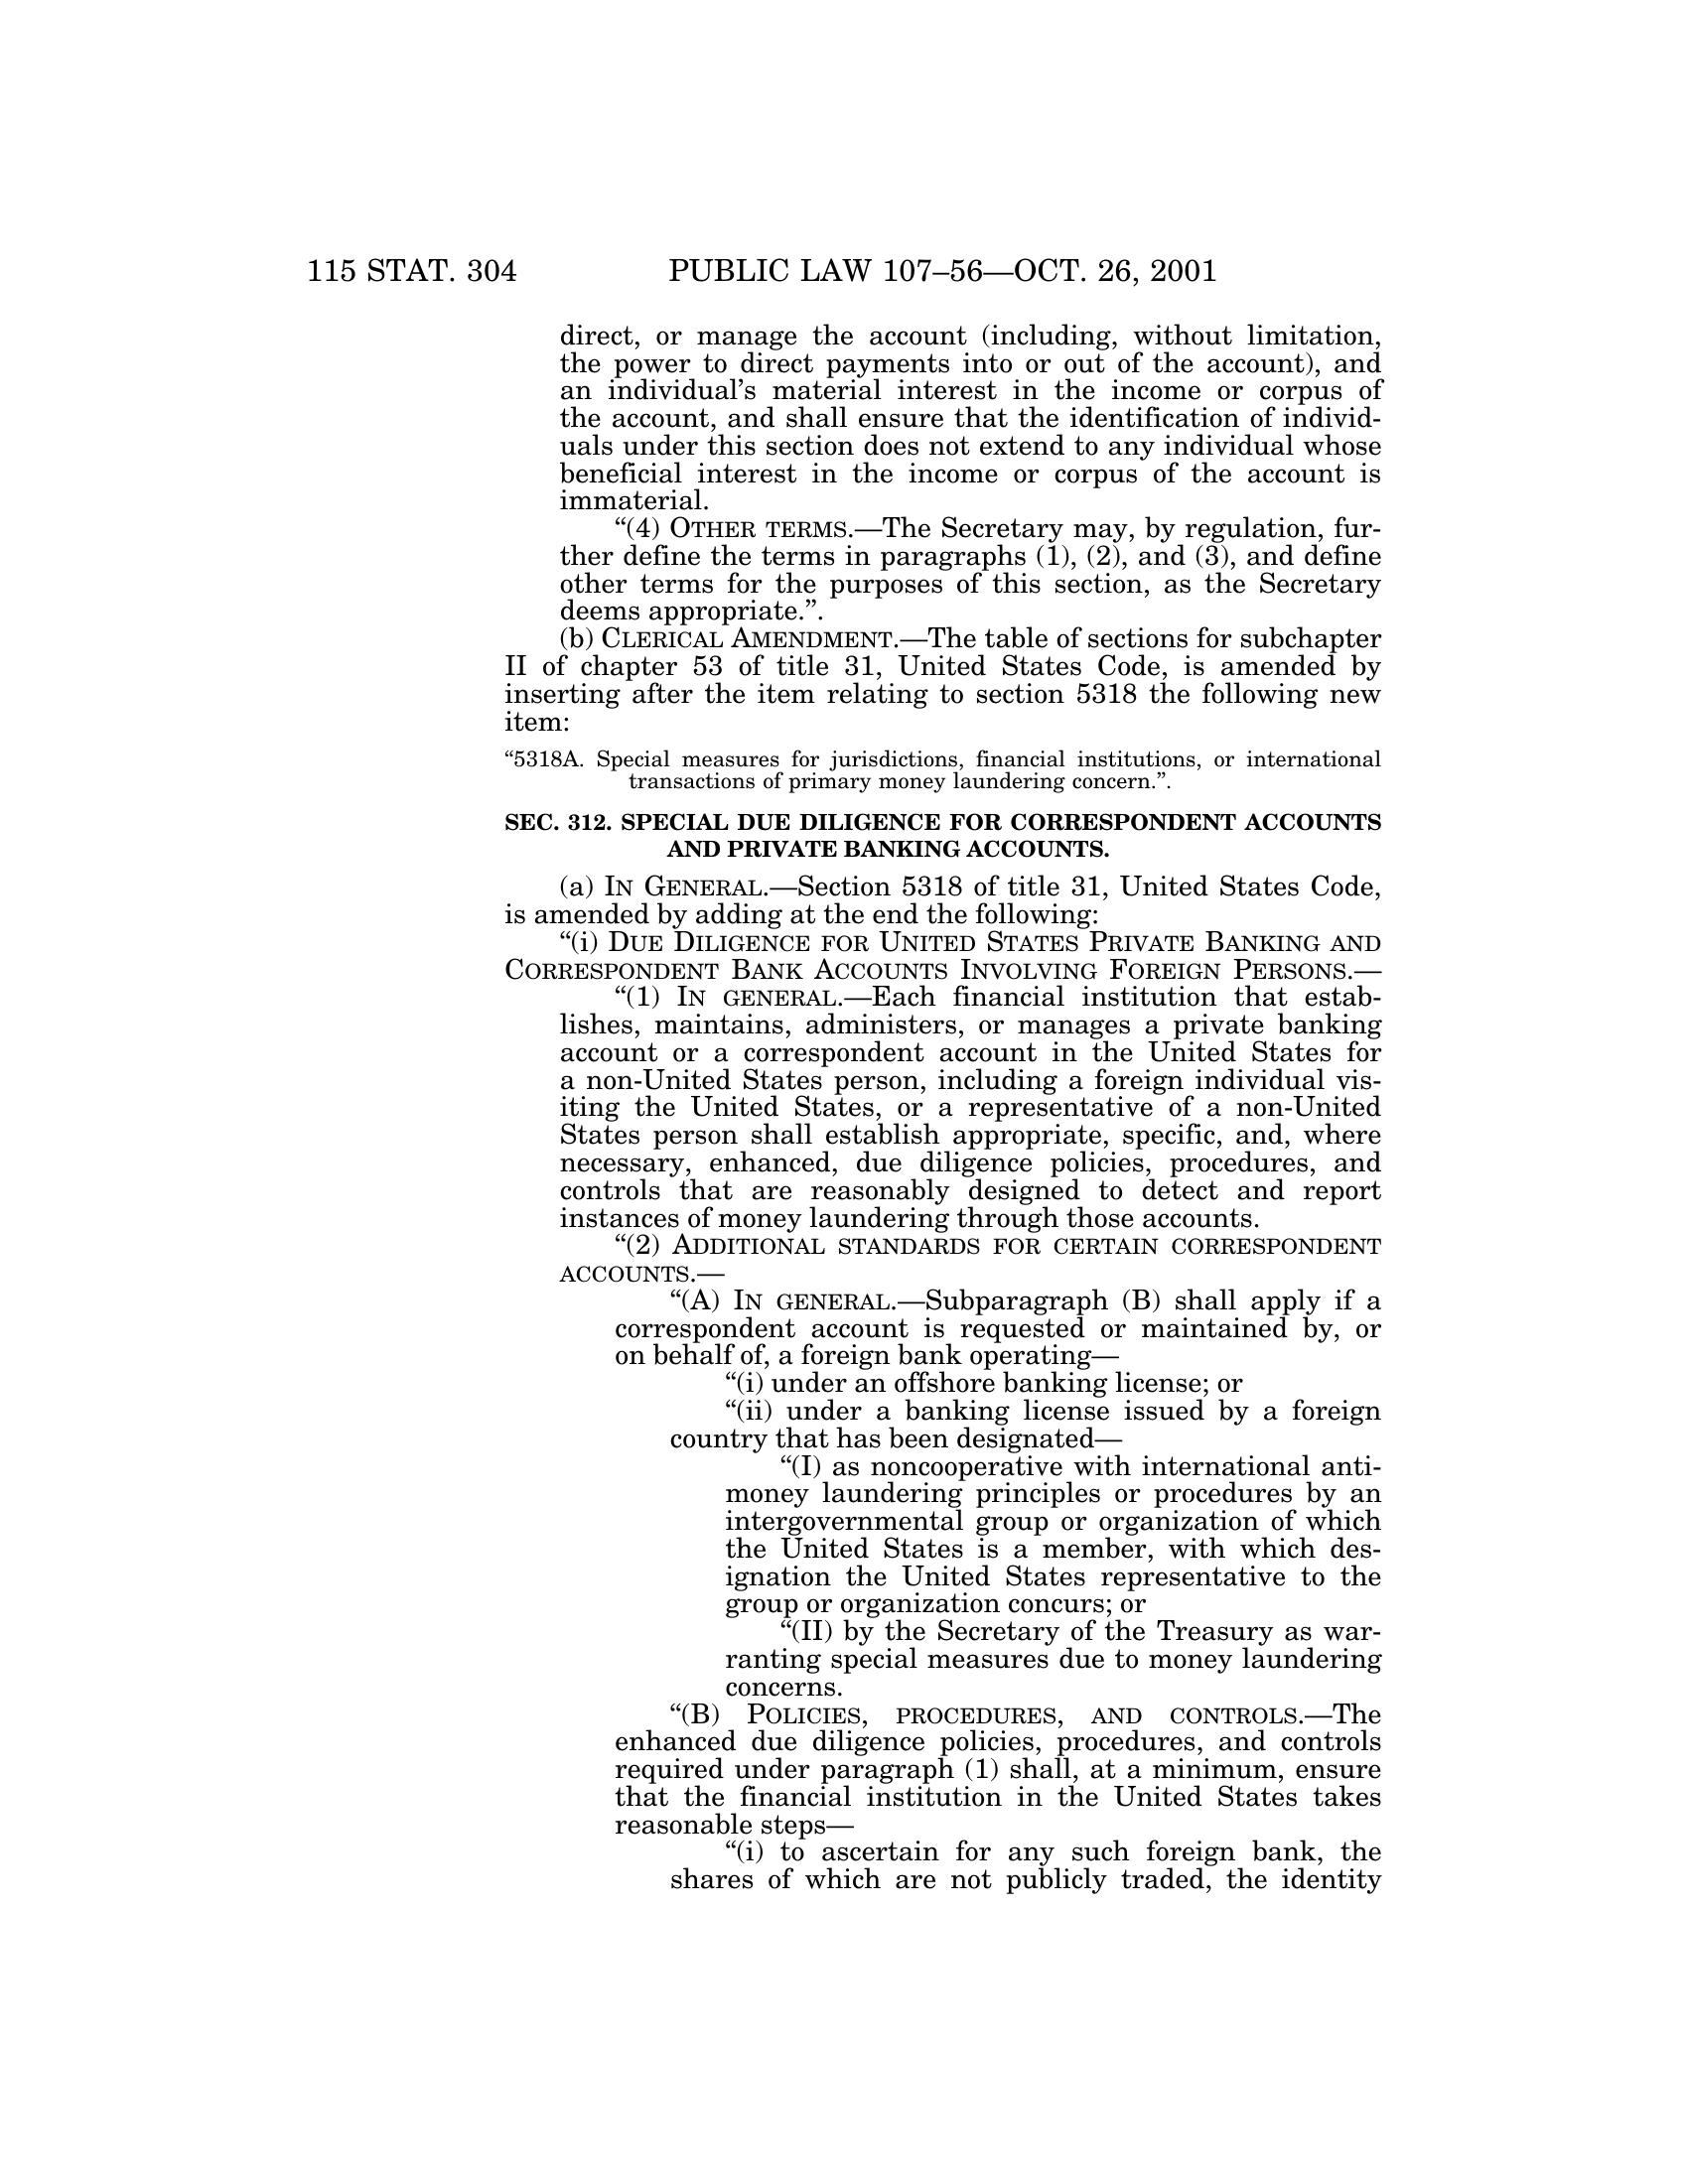 115 STAT. 304 PUBLIC LAW 107–56—OCT. 26, 2001
direct, or manage the account (including, without limitation,
the power to direct payments into or out of the account), and
an individual’s material interest in the income or corpus of
the account, and shall ensure that the identification of individ-
uals under this section does not extend to any individual whose
beneficial interest in the income or corpus of the account is
immaterial.
“(4) OTHER TERMS.—The Secretary may, by regulation, fur-
ther define the terms in paragraphs (1), (2), and (3), and define
other terms for the purposes of this section, as the Secretary
deems appropriate.”.
(b) CLERICAL AMENDMENT.—The table of sections for subchapter
II of chapter 53 of title 31, United States Code, is amended by
inserting after the item relating to section 5318 the following new
item:
“5318A. Special measures for jurisdictions, financial institutions, or international
transactions of primary money laundering concern.”.
SEC. 312. SPECIAL DUE DILIGENCE FOR CORRESPONDENT ACCOUNTS
AND PRIVATE BANKING ACCOUNTS.
(a) IN GENERAL.—Section 5318 of title 31, United States Code,
is amended by adding at the end the following:
“(i) DUE DILIGENCE FOR UNITED STATES PRIVATE BANKING AND
CORRESPONDENT BANK ACCOUNTS INVOLVING FOREIGN PERSONS.—
“(1) IN GENERAL.—Each financial institution that estab-
lishes, maintains, administers, or manages a private banking
account or a correspondent account in the United States for
a non-United States person, including a foreign individual vis-
iting the United States, or a representative of a non-United
States person shall establish appropriate, specific, and, where
necessary, enhanced, due diligence policies, procedures, and
controls that are reasonably designed to detect and report
instances of money laundering through those accounts.
“(2) ADDITIONAL STANDARDS FOR CERTAIN CORRESPONDENT
ACCOUNTS.—
“(A) IN GENERAL.—Subparagraph (B) shall apply if a
correspondent account is requested or maintained by, or
on behalf of, a foreign bank operating—
“(i) under an offshore banking license; or
“(ii) under a banking license issued by a foreign
country that has been designated—
“(I) as noncooperative with international anti-
money laundering principles or procedures by an
intergovernmental group or organization of which
the United States is a member, with which des-
ignation the United States representative to the
group or organization concurs; or
“(II) by the Secretary of the Treasury as war-
ranting special measures due to money laundering
concerns.
“(B) POLICIES, PROCEDURES, AND CONTROLS.—The
enhanced due diligence policies, procedures, and controls
required under paragraph (1) shall, at a minimum, ensure
that the financial institution in the United States takes
reasonable steps—
“(i) to ascertain for any such foreign bank, the
shares of which are not publicly traded, the identity